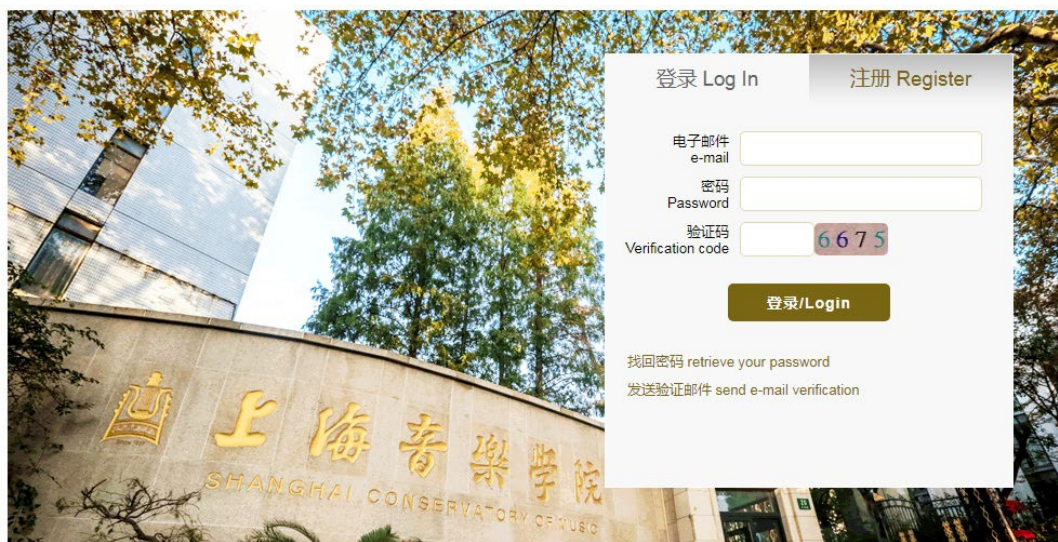 登录 Log In
注册 Register
电子邮件
e-mail
密码
Password
验证码
Verification code
6675
登录/Login
找回密码 retrieve your password
发送验证邮件 send e-mail verification
上海音樂学院
SHANGHAI CONSERVATORY OF MUSIC